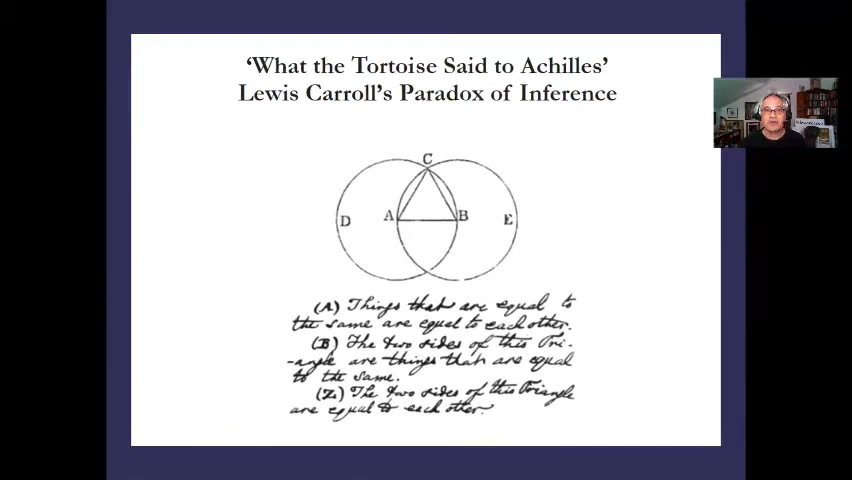 ‘What the Tortoise Said to Achilles’
Lewis Carroll’s Paradox of Inference
C
D
A
B
E
(A) Things that are equal to
the same are equal to each other.
(B) The two sides of this Tri-
-angle are things that are equal
to the same.
(Z) The two sides of this Triangle
are equal to each other.